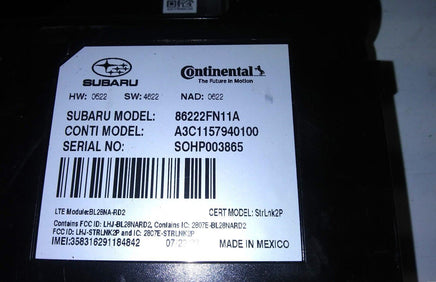 SUBARU
Continental
The Future in Motion
HW: 0622 SW: 4622 NAD: 0622
SUBARU MODEL: 86222FN11A
CONTI MODEL: A3C1157940100
SERIAL NO: SOHP003865
LTE Module:BL28NA-RD2 CERT MODEL: StrLnk2P
Contains FCC ID: LHJ-BL28NARD2, Contains IC: 2807E-BL28NARD2
FCC ID: LHJ-STRLNK2P and IC: 2807E-STRLNK2P
IMEI:358316291184842 MADE IN MEXICO